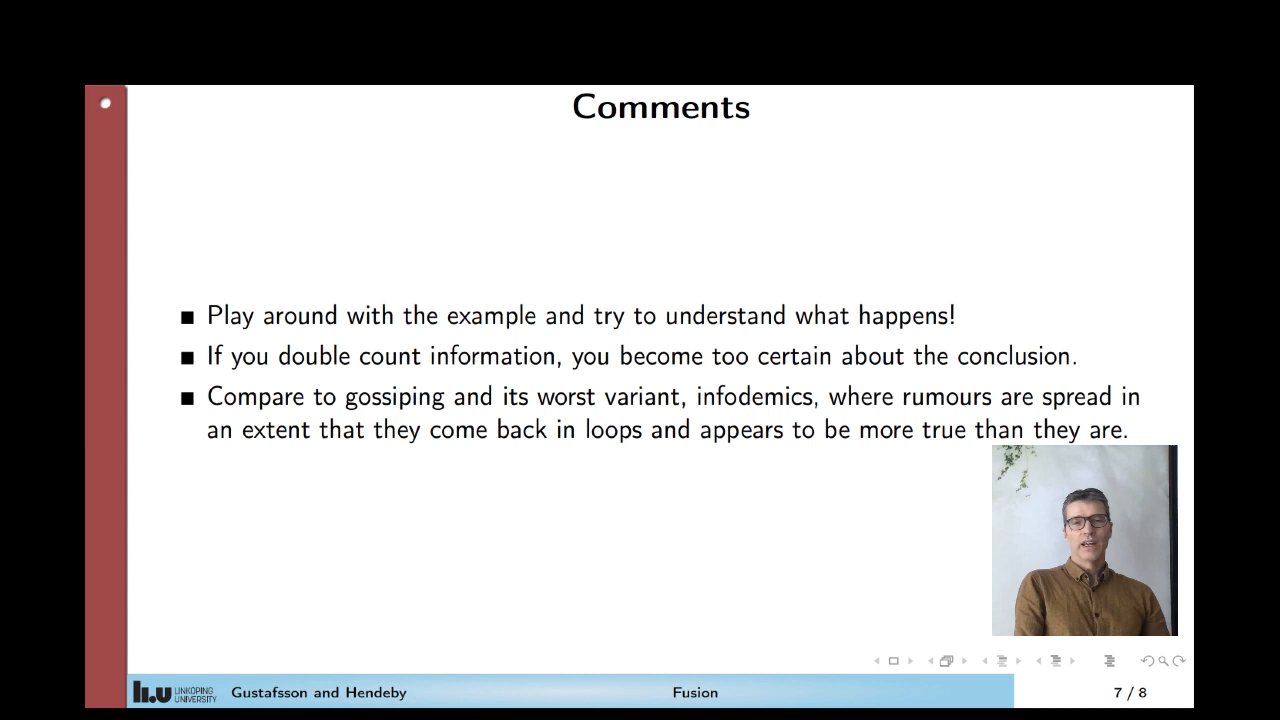 Comments
Play around with the example and try to understand what happens!
If you double count information, you become too certain about the conclusion.
Compare to gossiping and its worst variant, infodemics, where rumours are spread in
an extent that they come back in loops and appears to be more true than they are.
LINKÖPING
UNIVERSITY
Gustafsson and Hendeby
Fusion
7 / 8